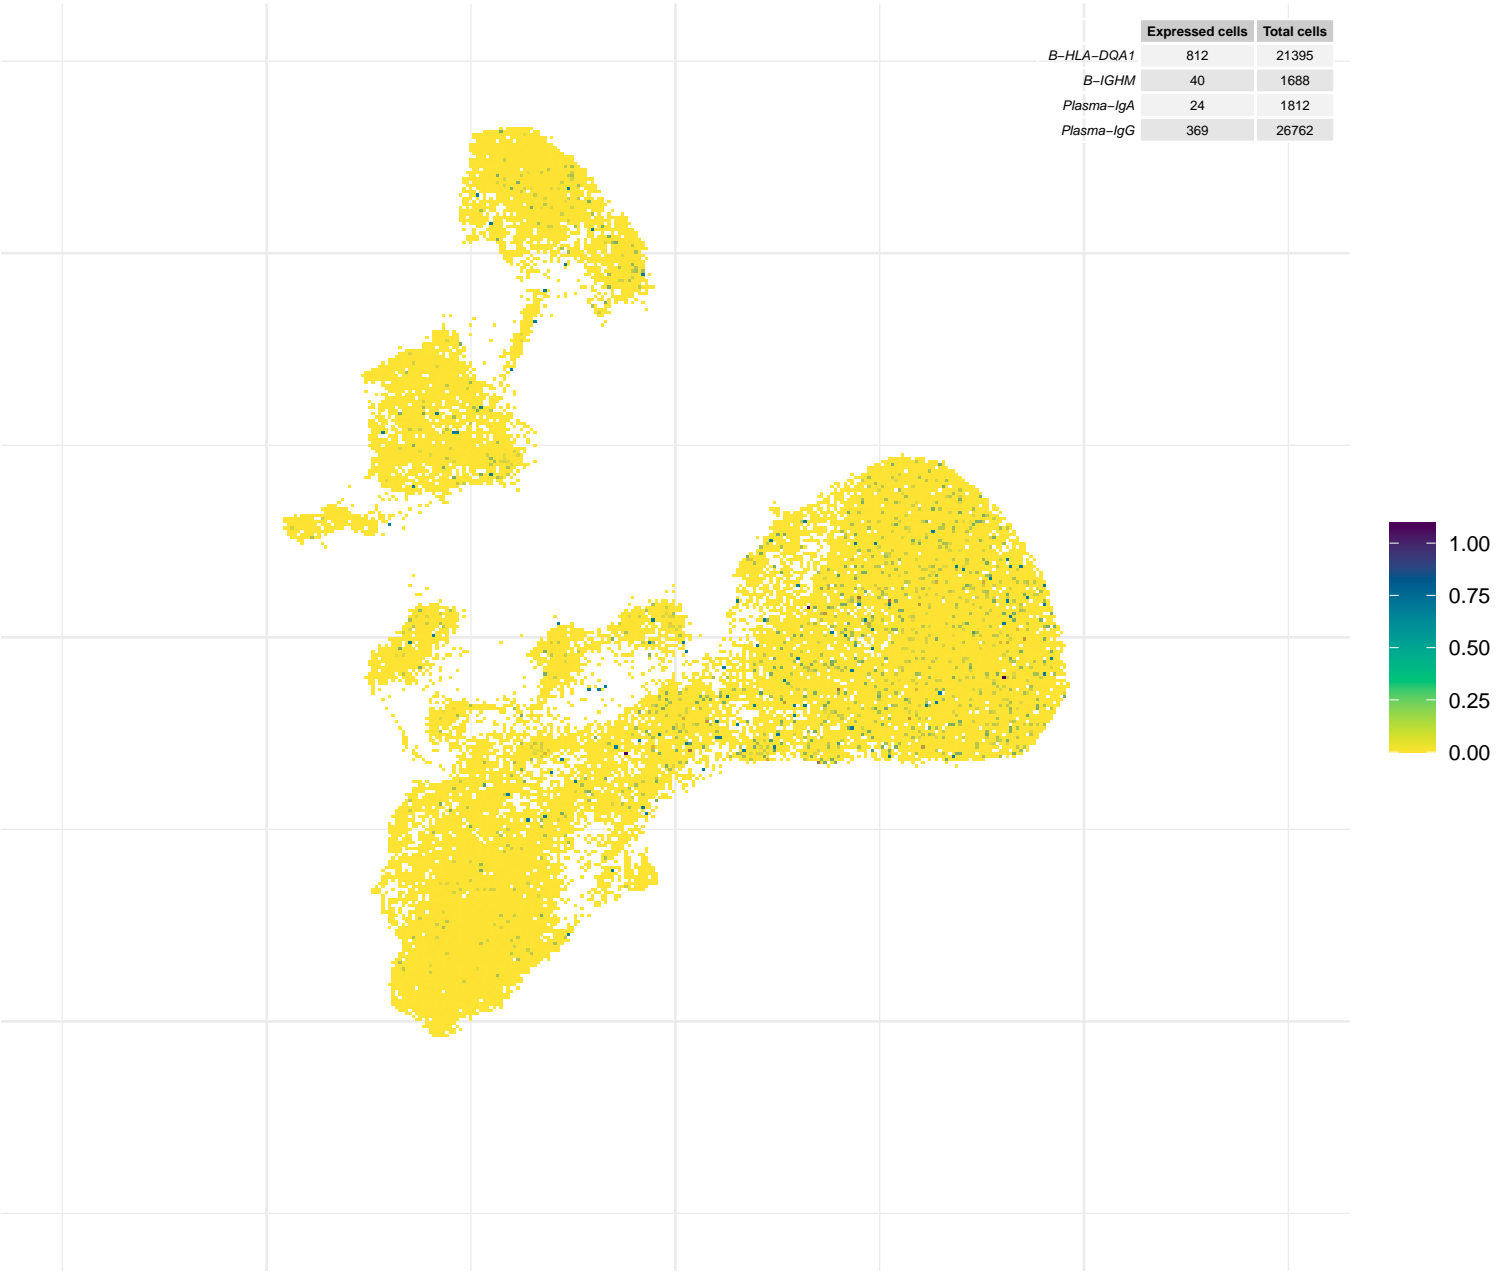 Expressed cells Total cells
B−HLA−DQA1 812 21395
B−IGHM 40 1688
Plasma−IgA 24 1812
Plasma−IgG 369 26762
1.00
0.75
0.50
0.25
0.00